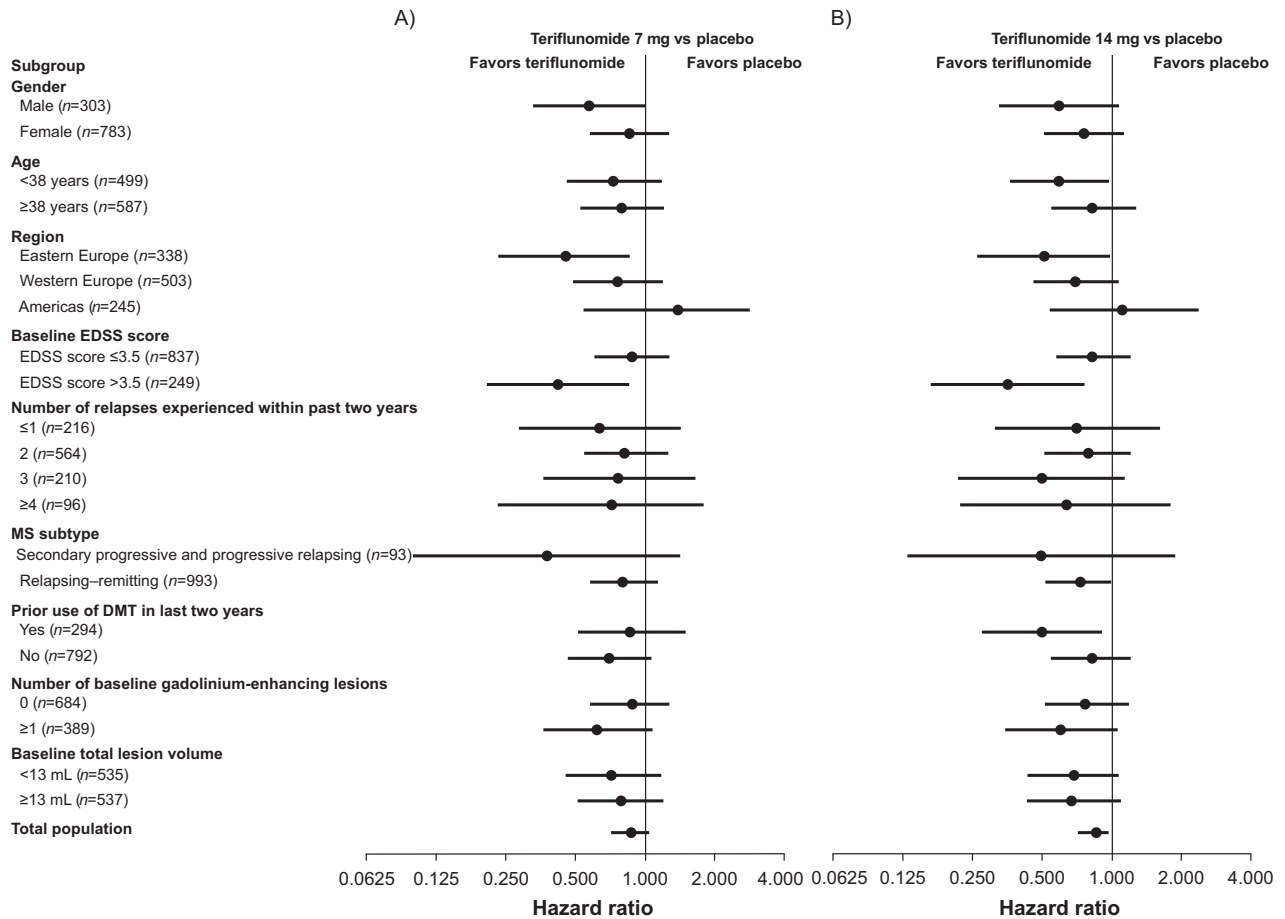 A)
B)
Teriflunomide 7 mg vs placebo
Teriflunomide 14 mg vs placebo
Subgroup
Favors teriflunomide
Favors placebo
Favors teriflunomide
Favors placebo
Gender
Male (n=303)
Female (n=783)
Age
<38 years (n=499)
≥38 years (n=587)
Region
Eastern Europe (n=338)
Western Europe (n=503)
Americas (n=245)
Baseline EDSS score
EDSS score ≤3.5 (n=837)
EDSS score >3.5 (n=249)
Number of relapses experienced within past two years
≤1 (n=216)
2 (n=564)
3 (n=210)
≥4 (n=96)
MS subtype
Secondary progressive and progressive relapsing (n=93)
Relapsing–remitting (n=993)
Prior use of DMT in last two years
Yes (n=294)
No (n=792)
Number of baseline gadolinium-enhancing lesions
0 (n=684)
≥1 (n=389)
Baseline total lesion volume
<13 mL (n=535)
≥13 mL (n=537)
Total population
0.0625 0.125 0.250 0.500 1.000 2.000 4.000
0.0625 0.125 0.250 0.500 1.000 2.000 4.000
Hazard ratio
Hazard ratio